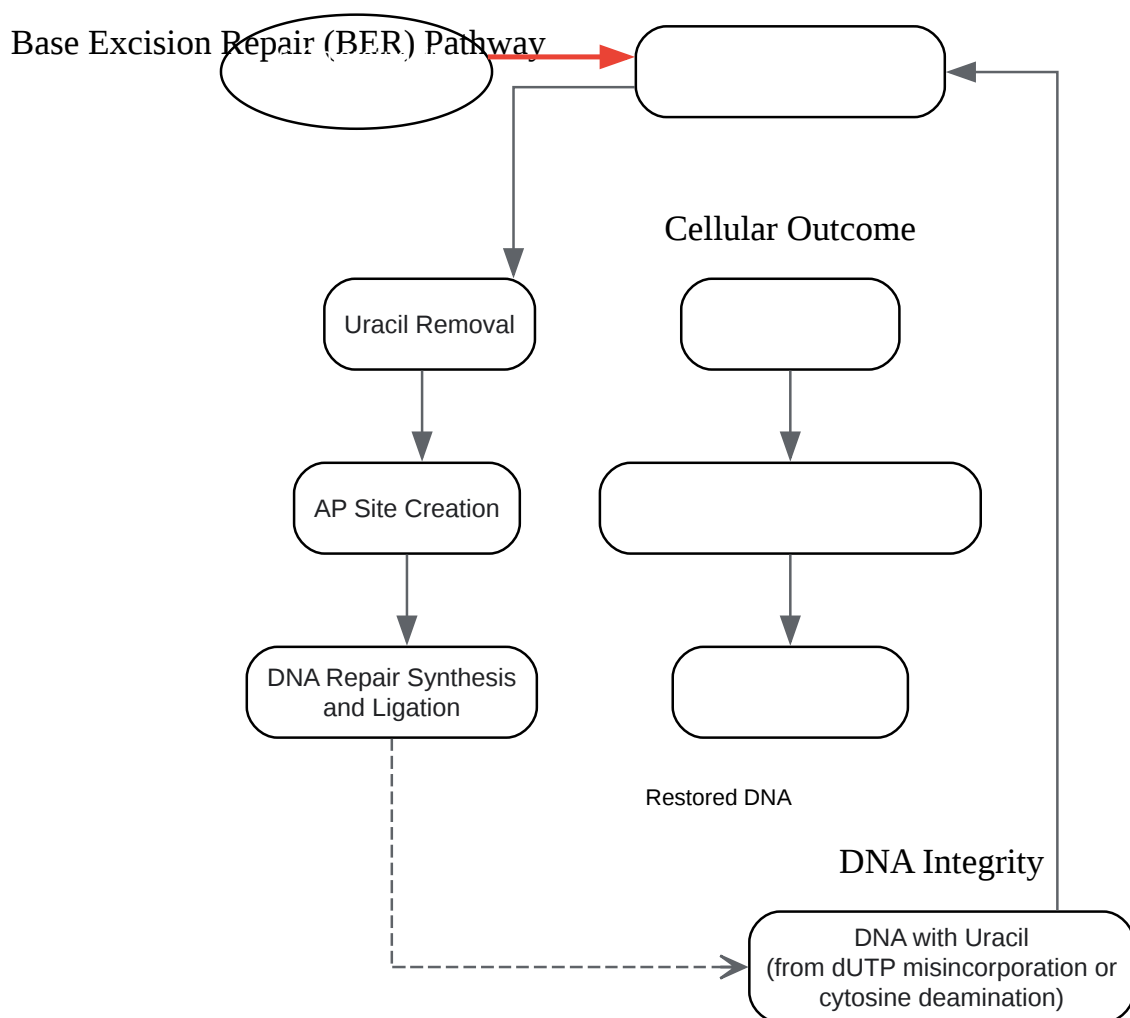 Base Excision Repair (BER) Pathway
Cellular Outcome
Uracil Removal
AP Site Creation
DNA Repair Synthesis
and Ligation
Restored DNA
DNA Integrity
DNA with Uracil
(from dUTP misincorporation or
cytosine deamination)